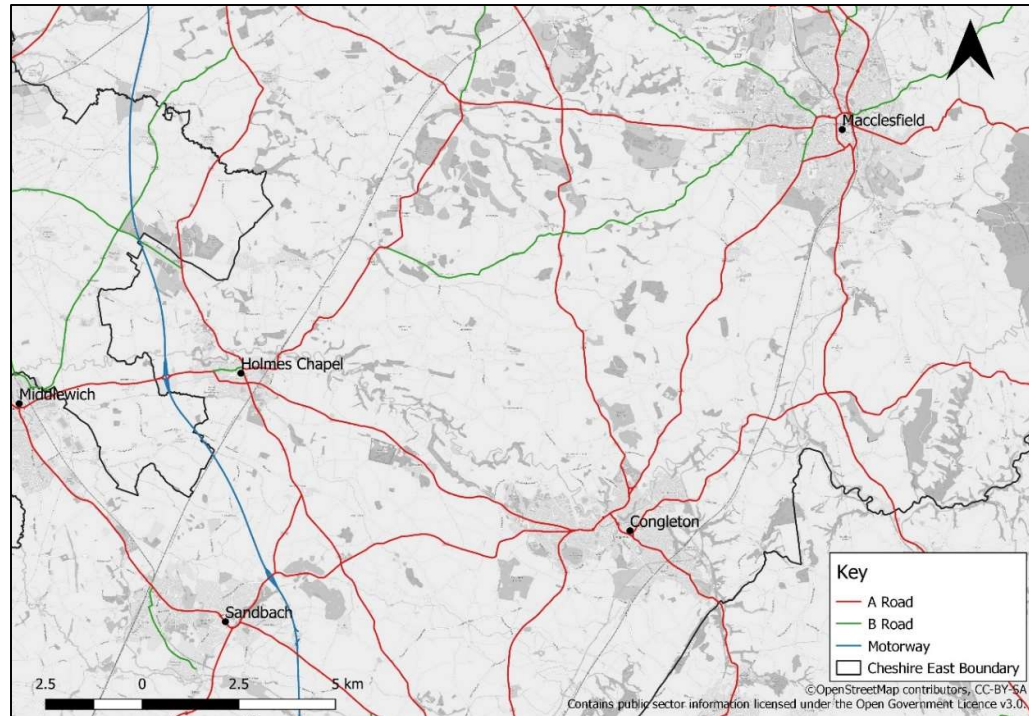 Macclesfield
Holmes Chapel
Middlewich
Congleton
Sandbach
Key
A Road
B Road
Motorway
Cheshire East Boundary
2.5 0 2.5 5 km
©OpenStreetMap contributors, CC-BY-SA
Contains public sector information licensed under the Open Government Licence v3.0.